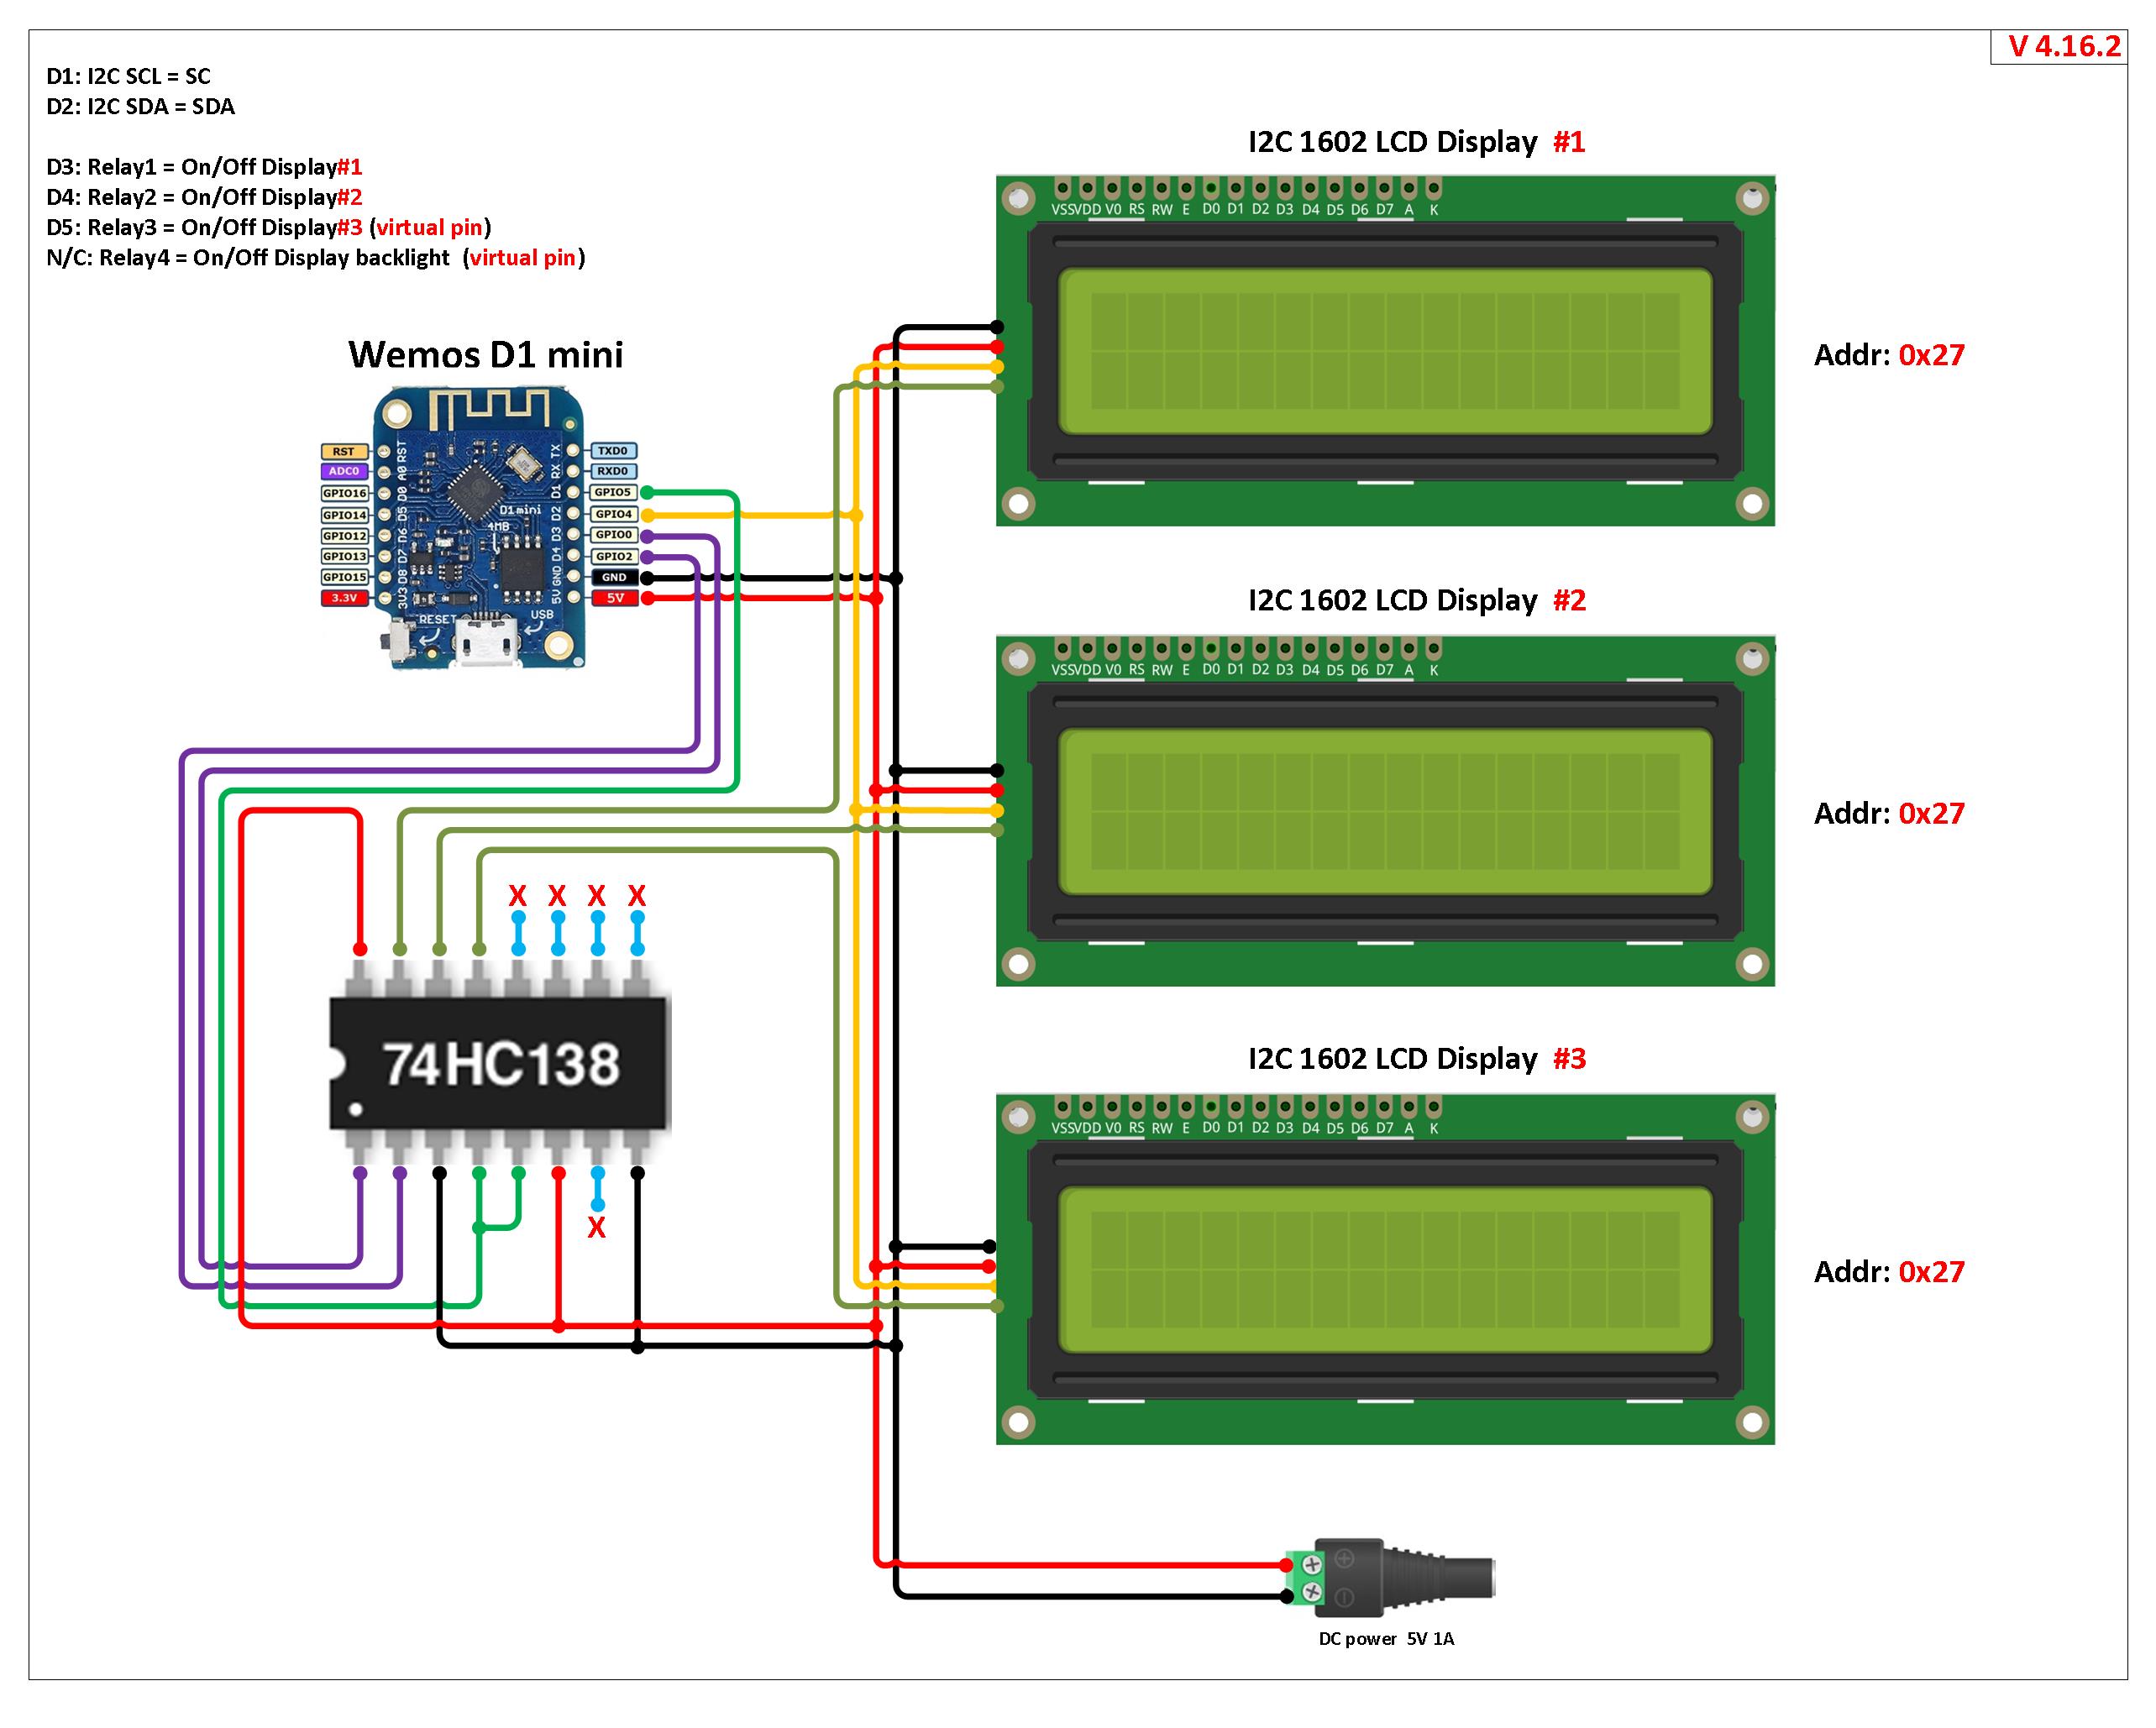 V 4.16.2
D1: I2C SCL = SC
D2: I2C SDA = SDA
D3: Relay1 = On/Off Display#1
D4: Relay2 = On/Off Display#2
D5: Relay3 = On/Off Display#3 (virtual pin)
N/C: Relay4 = On/Off Display backlight (virtual pin)
I2C 1602 LCD Display #1
VSS VDD V0 RS RW E D0 D1 D2 D3 D4 D5 D6 D7 A K
Addr: 0x27
Wemos D1 mini
RST
ADC0
GPIO16
GPIO14
GPIO12
GPIO13
GPIO15
3.3V
RST
A0
D0
D5
D6
D7
D8
3V3
D1 mini
4MB
RESET
USB
TX
RX
D1
D2
D3
D4
GND
5V
TXD0
RXD0
GPIO5
GPIO4
GPIO0
GPIO2
GND
5V
I2C 1602 LCD Display #2
VSS VDD V0 RS RW E D0 D1 D2 D3 D4 D5 D6 D7 A K
Addr: 0x27
X X X X
74HC138
X
I2C 1602 LCD Display #3
VSS VDD V0 RS RW E D0 D1 D2 D3 D4 D5 D6 D7 A K
Addr: 0x27
DC power 5V 1A